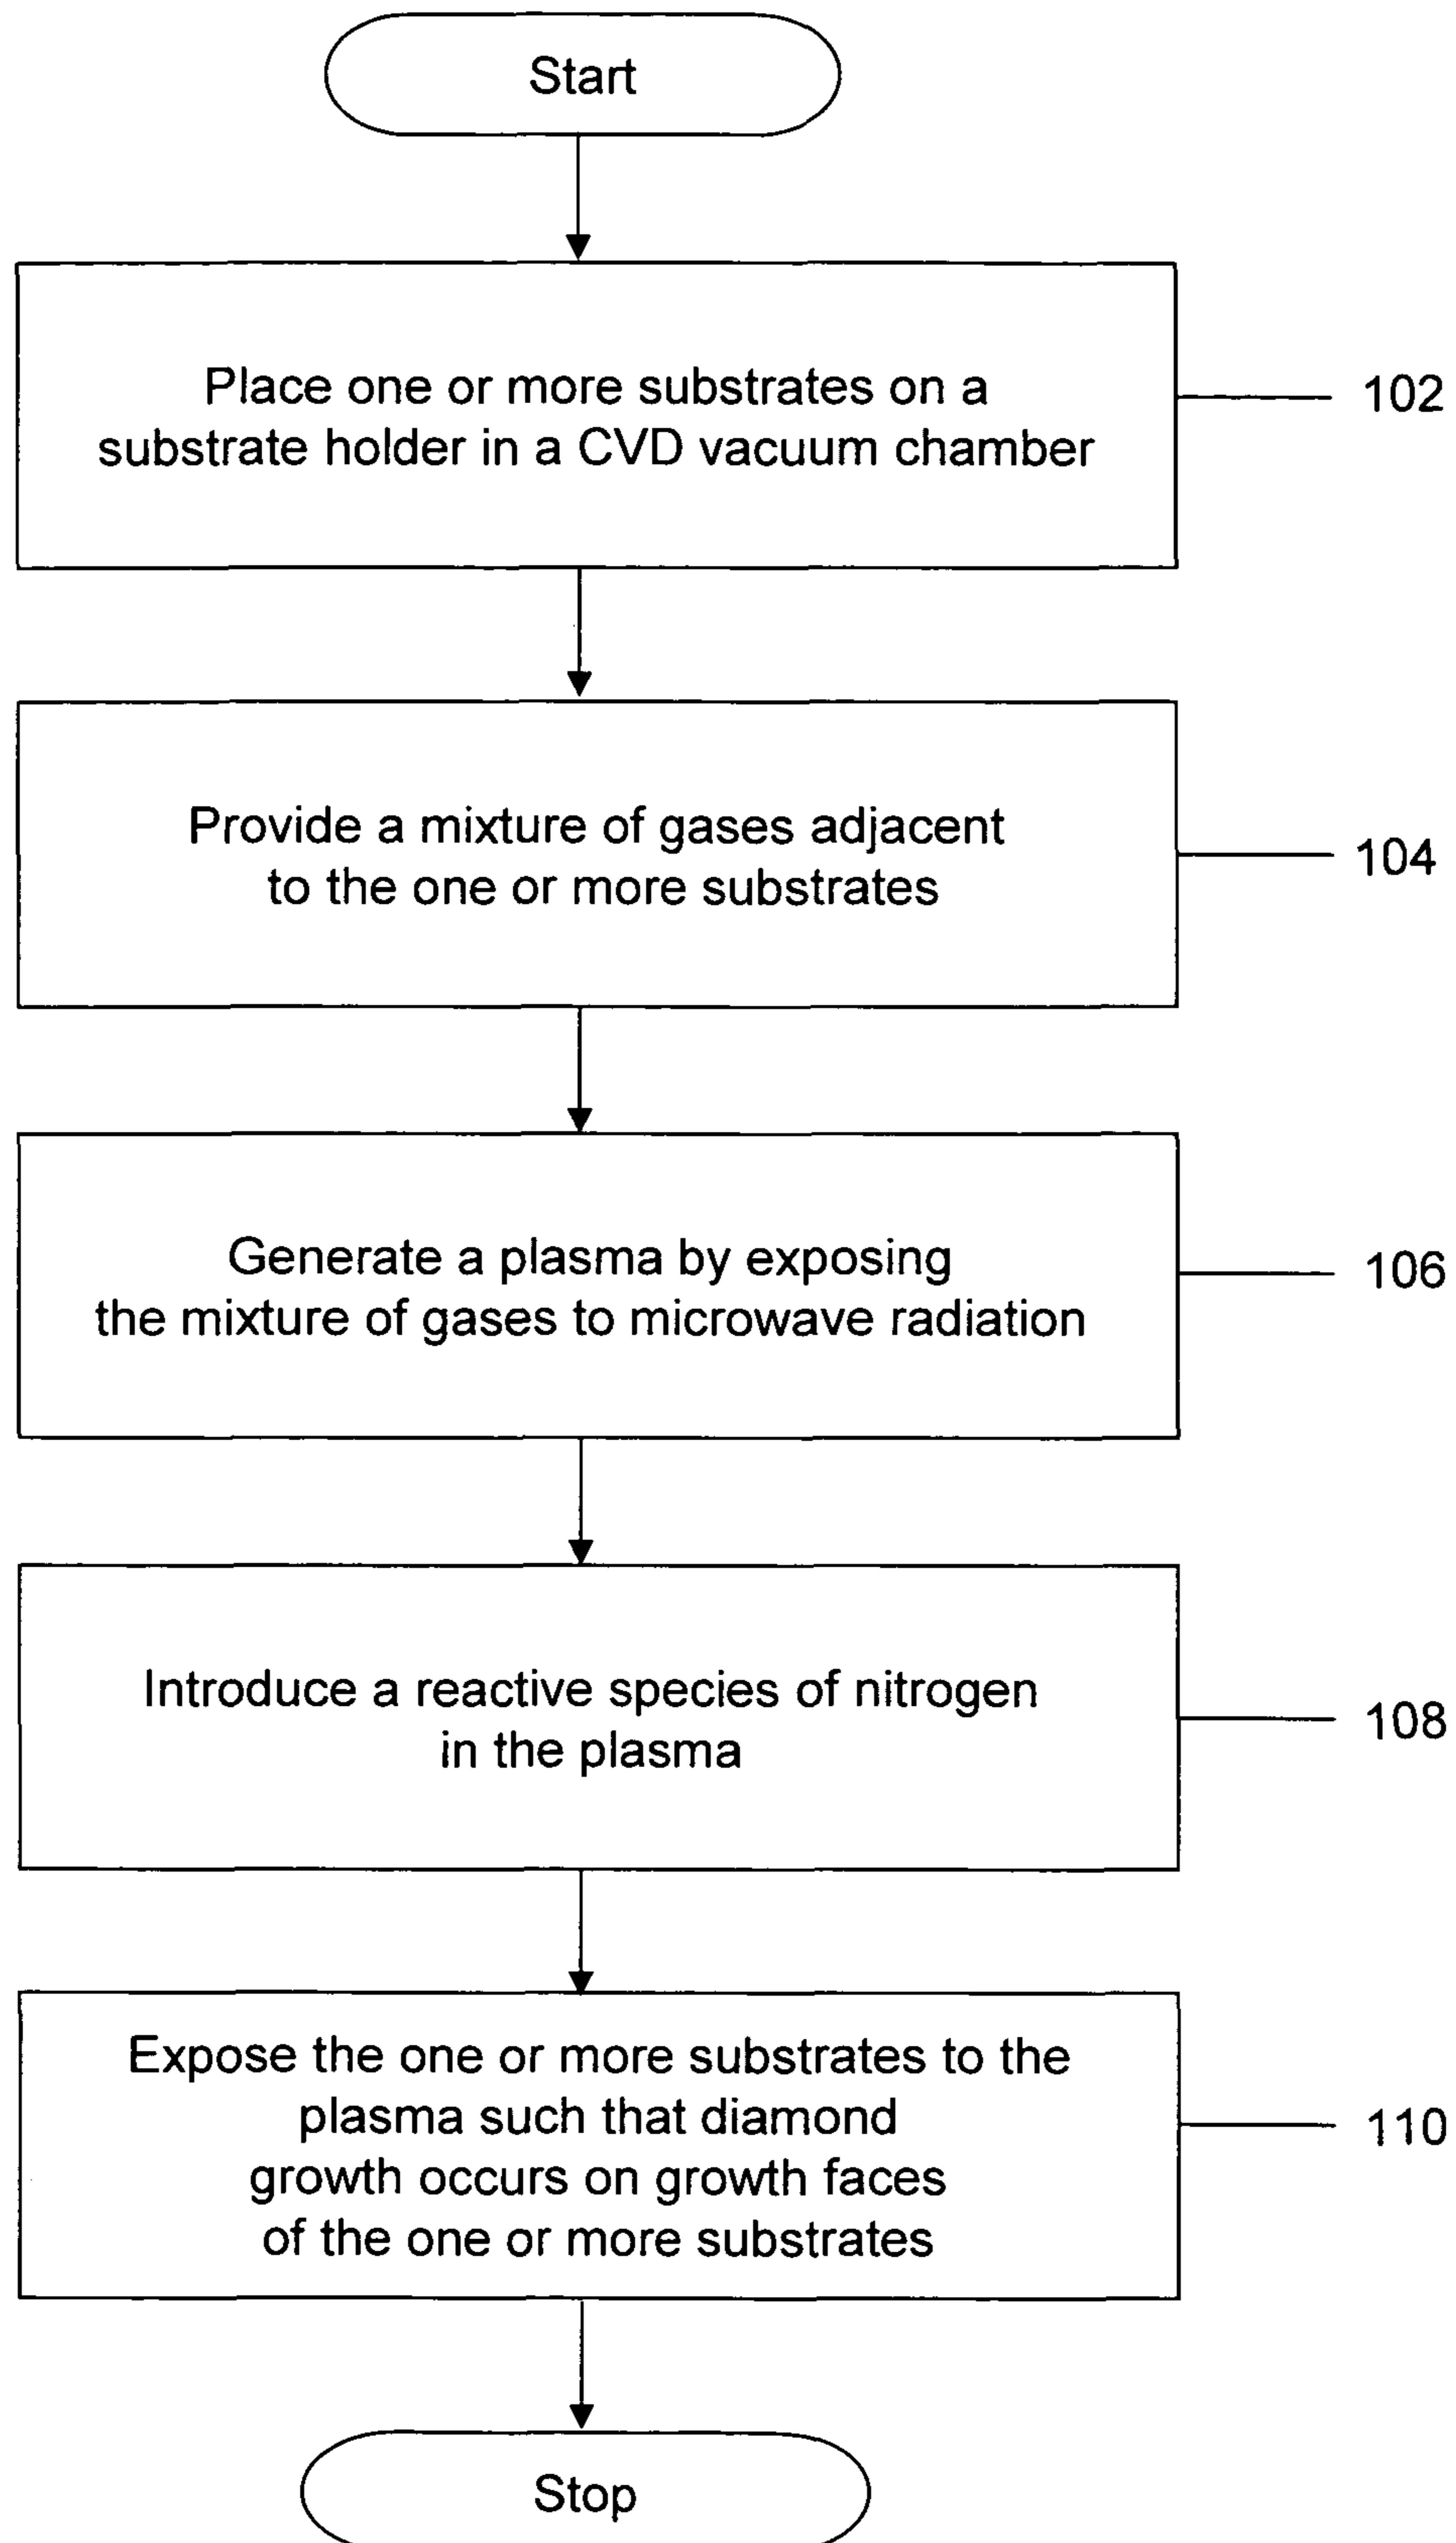 Start
Place one or more substrates on a
substrate holder in a CVD vacuum chamber
102
Provide a mixture of gases adjacent
to the one or more substrates
104
Generate a plasma by exposing
the mixture of gases to microwave radiation
106
Introduce a reactive species of nitrogen
in the plasma
108
Expose the one or more substrates to the
plasma such that diamond
growth occurs on growth faces
of the one or more substrates
110
Stop